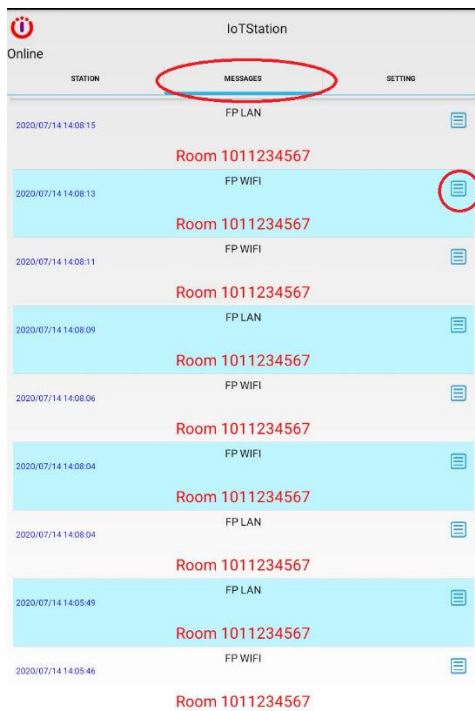 IoTStation
Online
STATION MESSAGES SETTING
FP LAN
2020/07/14 14:08:15
Room 1011234567
FP WIFI
2020/07/14 14:08:13
Room 1011234567
FP WIFI
2020/07/14 14:08:11
Room 1011234567
FP LAN
2020/07/14 14:08:09
Room 1011234567
FP WIFI
2020/07/14 14:08:06
Room 1011234567
FP WIFI
2020/07/14 14:08:04
Room 1011234567
FP LAN
2020/07/14 14:08:04
Room 1011234567
FP LAN
2020/07/14 14:05:49
Room 1011234567
FP WIFI
2020/07/14 14:05:46
Room 1011234567